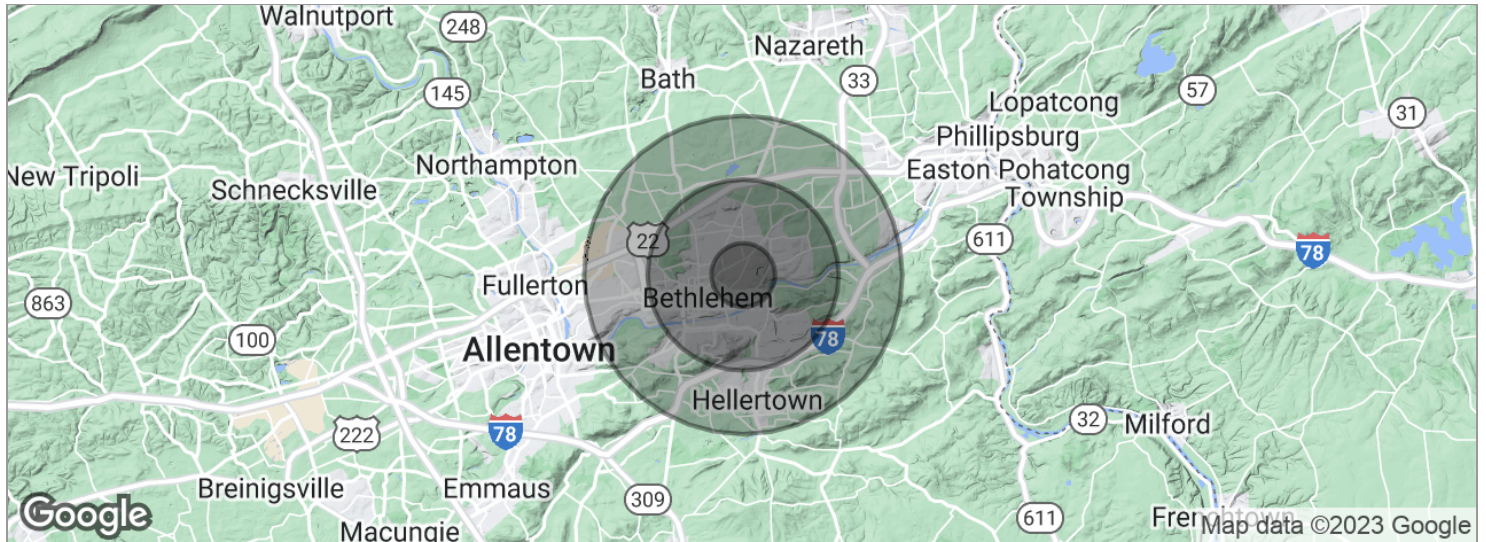 Walnutport
248
Nazareth
Bath
33
145
57
Lopatcong
31
Phillipsburg
Northampton
Easton
Pohatcong
Township
New Tripoli
Schnecksville
22
611
78
Fullerton
Bethlehem
863
100
78
Allentown
Hellertown
32
Milford
222
78
Breinigsville
Emmaus
309
611
Macungie
Frenchtown
Google
Map data ©2023 Google